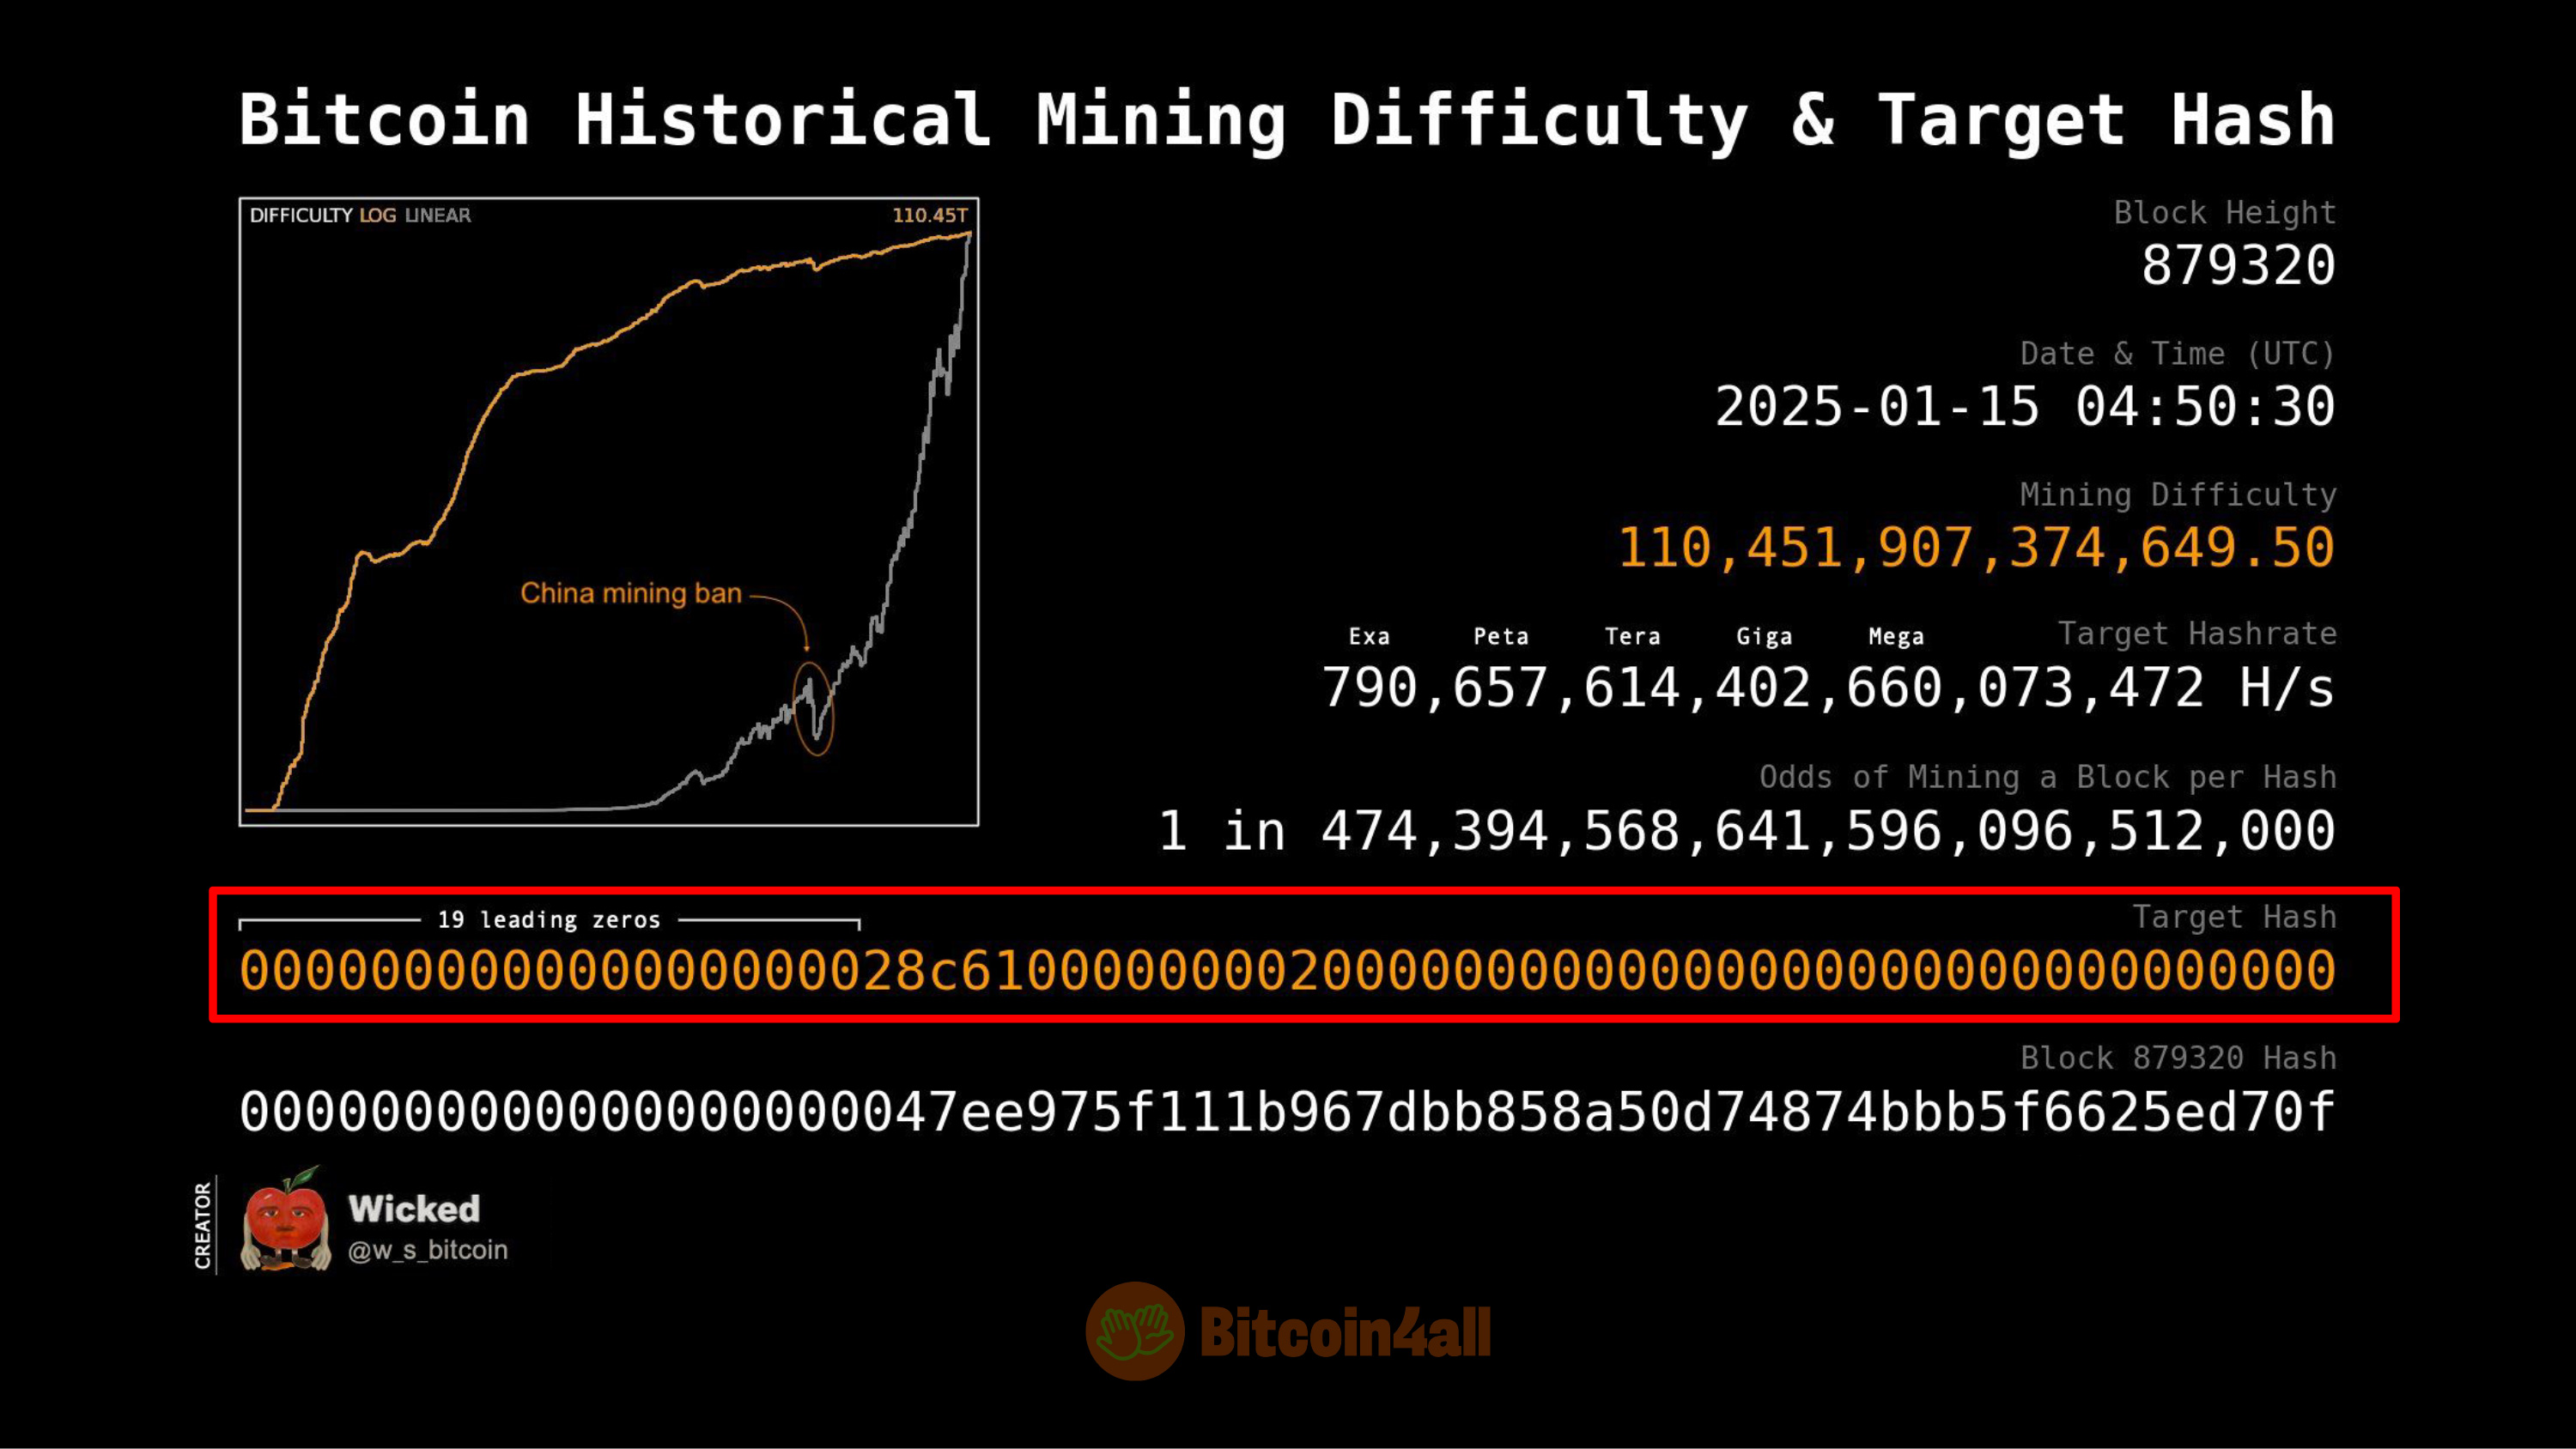 Bitcoin Historical Mining Difficulty & Target Hash
DIFFICULTY LOG LINEAR
110.45T
China mining ban
Block Height
879320
Date & Time (UTC)
2025-01-15 04:50:30
Mining Difficulty
110,451,907,374,649.50
Exa Peta Tera Giga Mega Target Hashrate
790,657,614,402,660,073,472 H/s
Odds of Mining a Block per Hash
1 in 474,394,568,641,596,096,512,000
19 leading zeros
Target Hash
000000000000000000028c610000000020000000000000000000000000000000
Block 879320 Hash
0000000000000000000047ee975f111b967dbb858a50d74874bbb5f6625ed70f
CREATOR
Wicked
@w_s_bitcoin
Bitcoin4all